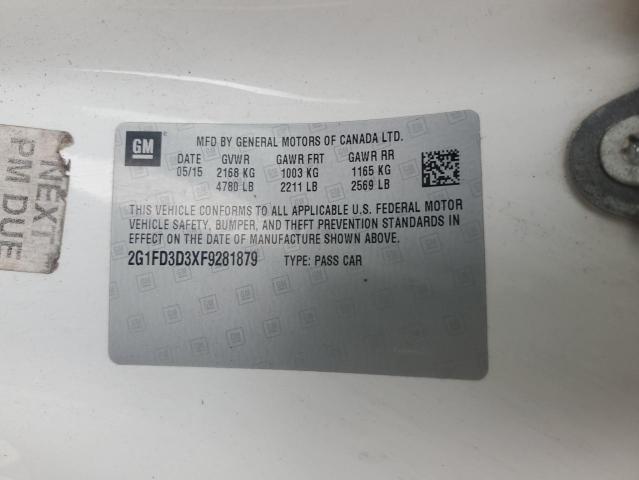 GM
MFD BY GENERAL MOTORS OF CANADA LTD.
DATE GVWR GAWR FRT GAWR RR
05/15 2168 KG 1003 KG 1165 KG
4780 LB 2211 LB 2569 LB
THIS VEHICLE CONFORMS TO ALL APPLICABLE U.S. FEDERAL MOTOR
VEHICLE SAFETY, BUMPER, AND THEFT PREVENTION STANDARDS IN
EFFECT ON THE DATE OF MANUFACTURE SHOWN ABOVE.
2G1FD3D3XF9281879 TYPE: PASS CAR
NEXT
PM DUE